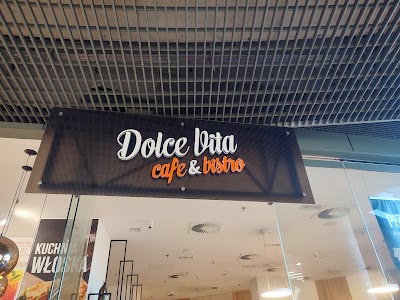 Dolce Vita
cafe & bistro
KUCHNIA
WŁOSKA